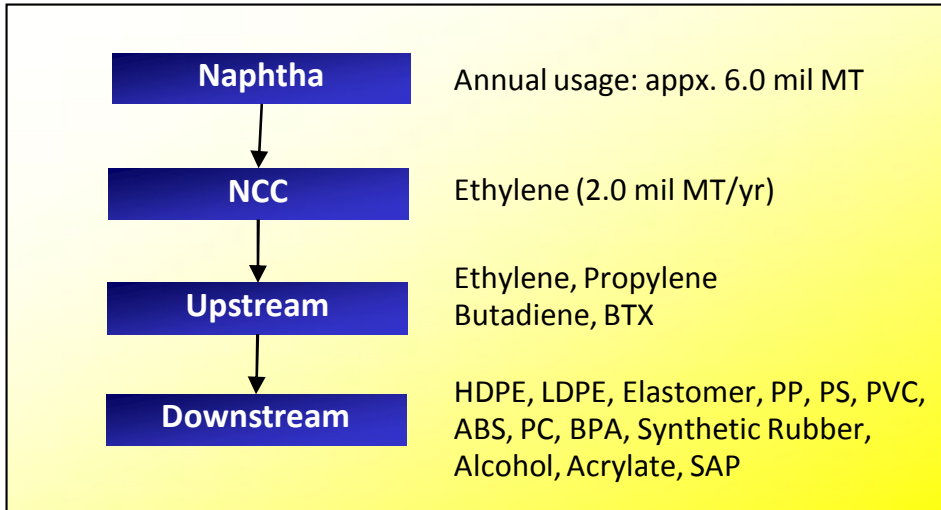 Naphtha
Annual usage: appx. 6.0 mil MT
NCC
Ethylene (2.0 mil MT/yr)
Upstream
Ethylene, Propylene
Butadiene, BTX
Downstream
HDPE, LDPE, Elastomer, PP, PS, PVC,
ABS, PC, BPA, Synthetic Rubber,
Alcohol, Acrylate, SAP